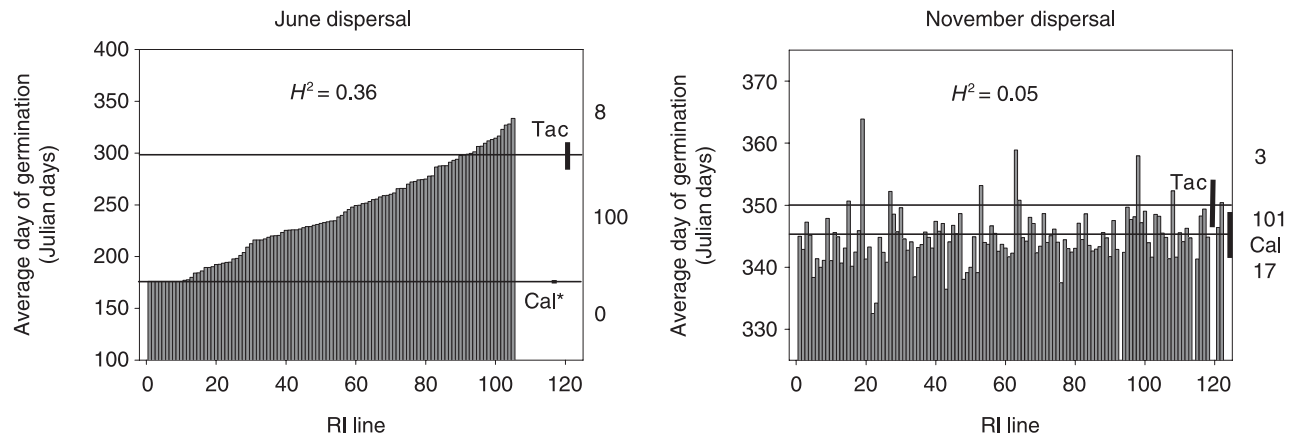 June dispersal
Average day of germination
(Julian days)
400
350
300
250
200
150
100
H² = 0.36
Tac
Cal*
8
100
0
0 20 40 60 80 100 120
RI line
November dispersal
Average day of germination
(Julian days)
370
360
350
340
330
H² = 0.05
Tac
3
101
Cal
17
0 20 40 60 80 100 120
RI line